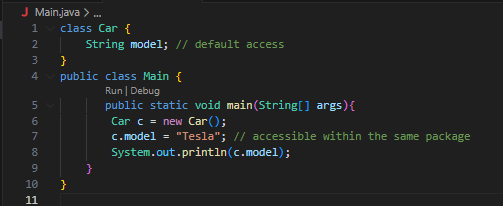 J Main.java > ...
1 class Car {
2 String model; // default access
3 }
4 public class Main {
Run | Debug
5 public static void main(String[] args){
6 Car c = new Car();
7 c.model = "Tesla"; // accessible within the same package
8 System.out.println(c.model);
9 }
10 }
11